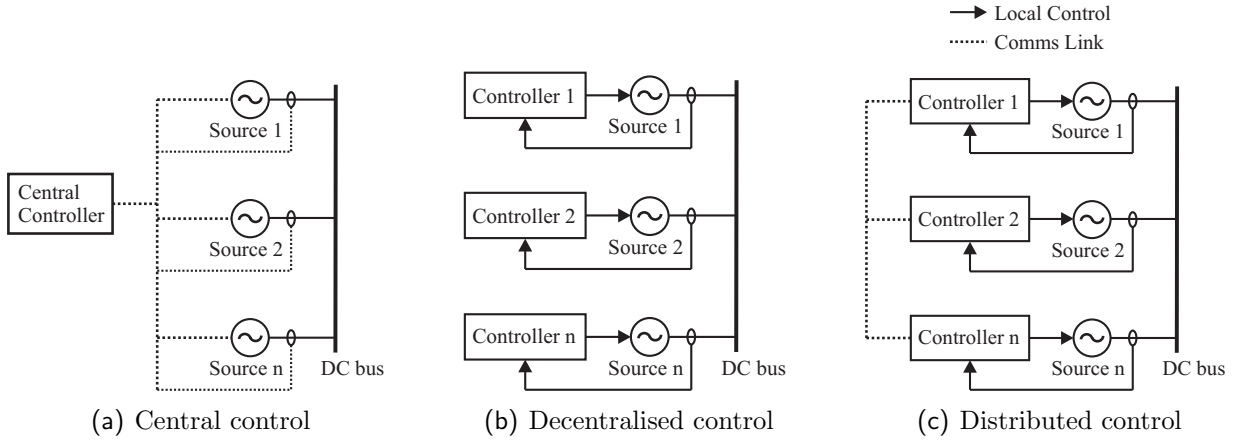 Local Control
Comms Link
Central
Controller
Source 1
Source 2
Source n
DC bus
(a) Central control
Controller 1
Source 1
Controller 2
Source 2
Controller n
Source n
DC bus
(b) Decentralised control
Controller 1
Source 1
Controller 2
Source 2
Controller n
Source n
DC bus
(c) Distributed control